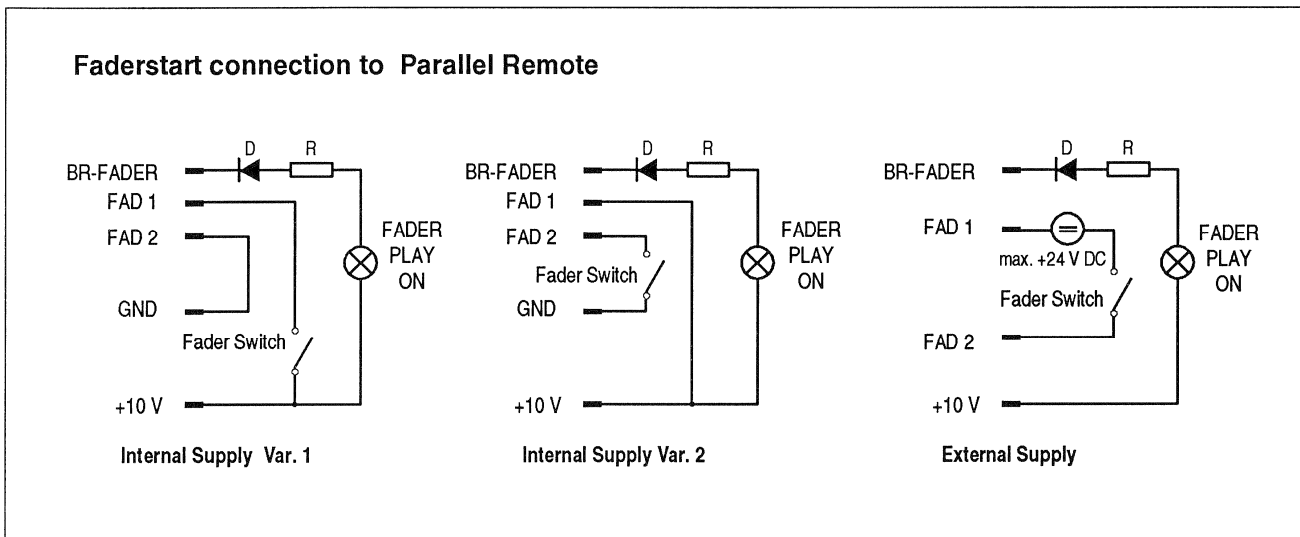 Faderstart connection to Parallel Remote
D R
BR-FADER
FAD 1
FAD 2
FADER
PLAY
ON
GND
Fader Switch
+10 V
Internal Supply Var. 1
D R
BR-FADER
FAD 1
FAD 2
FADER
PLAY
ON
Fader Switch
GND
+10 V
Internal Supply Var. 2
D R
BR-FADER
FAD 1
FADER
PLAY
ON
max. +24 V DC
Fader Switch
FAD 2
+10 V
External Supply